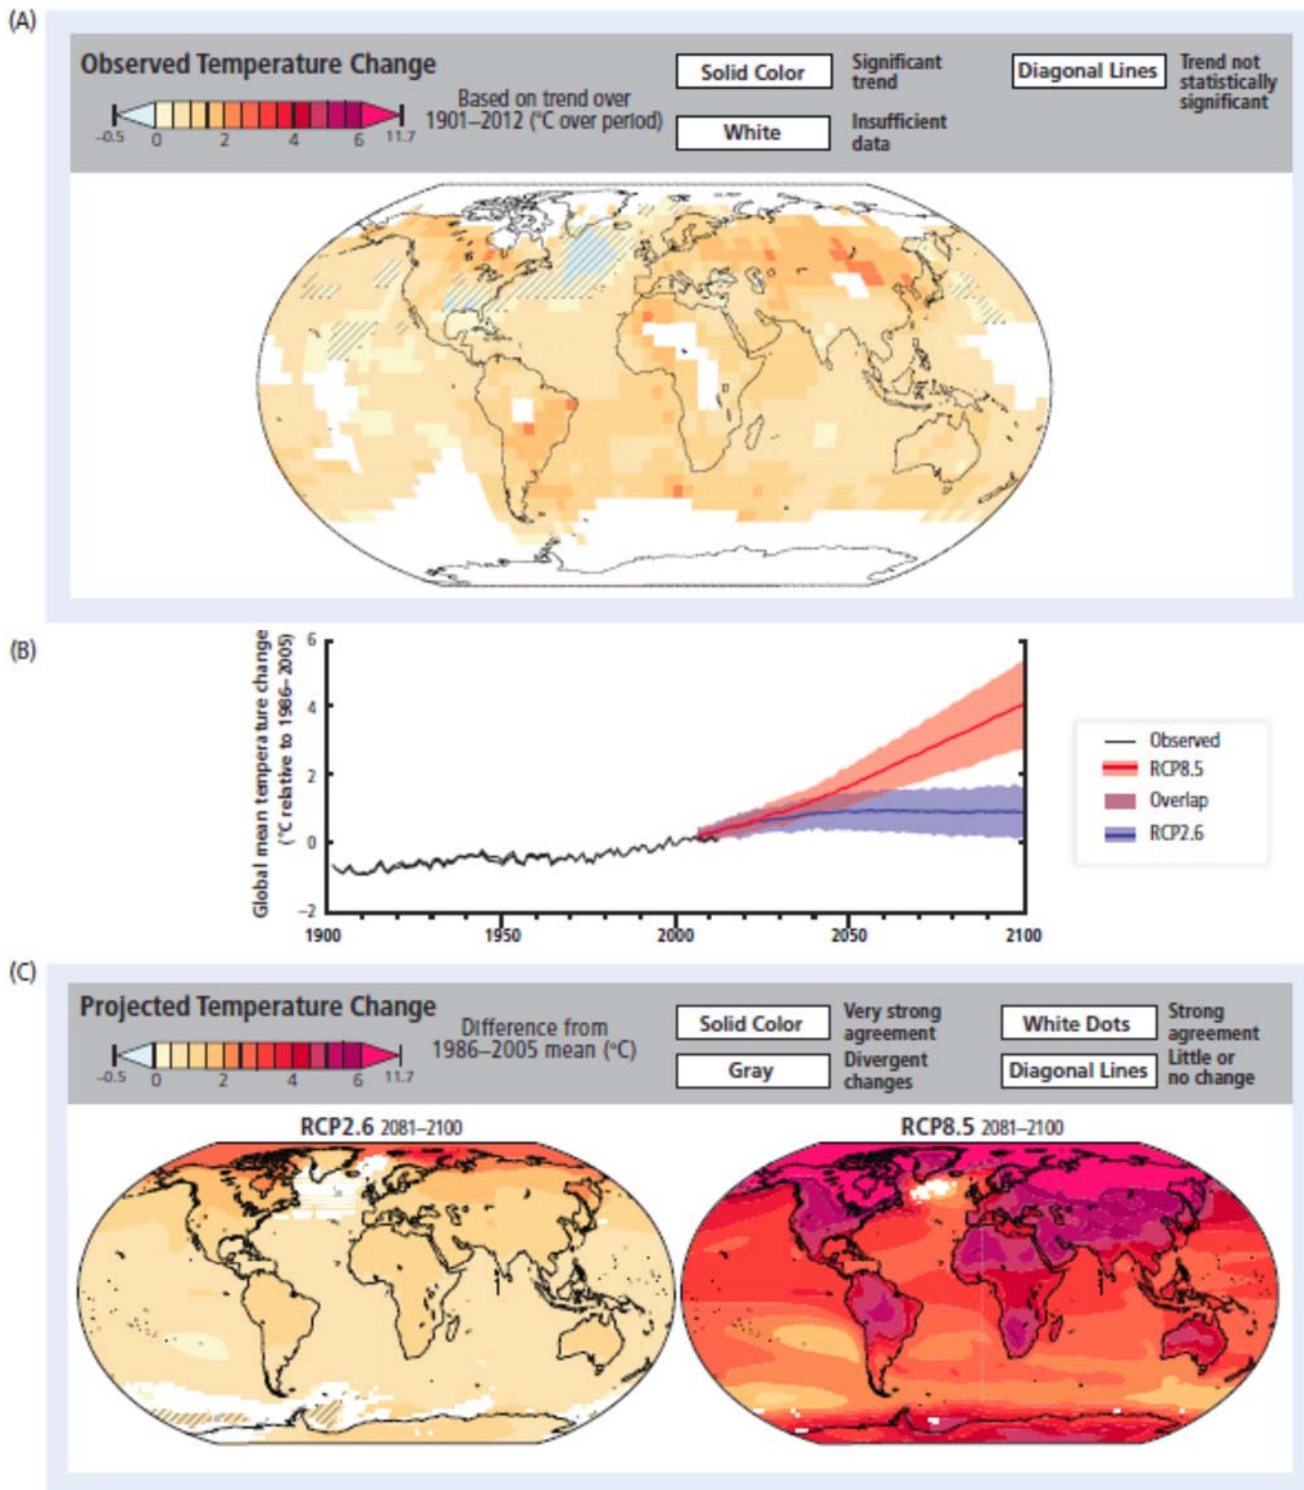 (A)
Observed Temperature Change
Based on trend over
1901–2012 (°C over period)
−0.5 0 2 4 6 11.7
Solid Color
Significant
trend
White
Insufficient
data
Diagonal Lines
Trend not
statistically
significant
(B)
Global mean temperature change
(°C relative to 1986–2005)
6
4
2
0
−2
1900 1950 2000 2050 2100
Observed
RCP8.5
Overlap
RCP2.6
(C)
Projected Temperature Change
Difference from
1986–2005 mean (°C)
−0.5 0 2 4 6 11.7
Solid Color
Very strong
agreement
White Dots
Strong
agreement
Gray
Divergent
changes
Diagonal Lines
Little or
no change
RCP2.6 2081–2100
RCP8.5 2081–2100